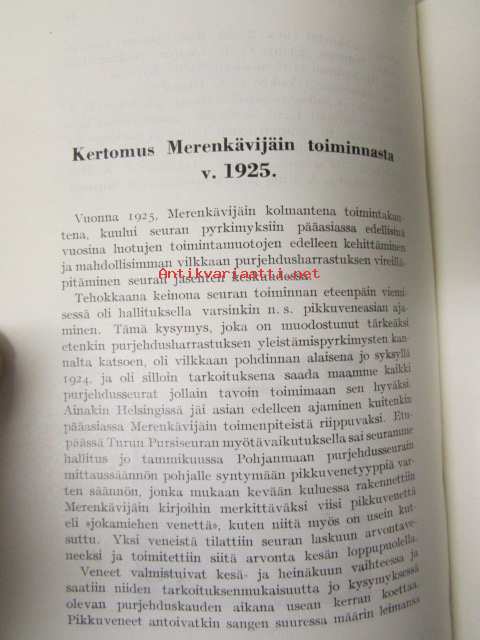 Kertomus Merenkävijäin toiminnasta
v. 1925.
Vuonna 1925, Merenkävijäin kolmantena toimintakau-
tena, kuului seuran pyrkimyksiin pääasiassa edellisinä
vuosina luotujen toimintamuotojen edelleen kehittäminen
ja mahdollisimman vilkkaan purjehdusharrastuksen vireillä-
pitäminen seuran jäsenten keskuudessa.
Antikvariaatti.net
Tehokkaana keinona seuran toiminnan eteenpäin viemi-
sessä oli hallituksella varsinkin n. s. pikkuveneasian aja-
minen. Tämä kysymys, joka on muodostunut tärkeäksi
etenkin purjehdusharrastuksen yleistämispyrkimysten kan-
nalta katsoen, oli vilkkaan pohdinnan alaisena jo syksyllä
1924, ja oli silloin tarkoituksena saada maamme kaikki
purjehdusseurat jollain tavoin toimimaan sen hyväksi.
Ainakin Helsingissä jäi asian edelleen ajaminen kuitenkin
pääasiassa Merenkävijäin toimenpiteistä riippuvaksi. Etu-
päässä Turun Pursiseuran myötävaikutuksella sai seuramme
hallitus jo tammikuussa Pohjanmaan purjehdusseurain
mittaussäännön pohjalle syntymään pikkuvenetyyppiä var-
ten säännön, jonka mukaan kevään kuluessa rakennettiin
Merenkävijäin kirjoihin merkittäväksi viisi pikkuvenettä
eli »jokamiehen venettä», kuten niitä myös on usein kut-
suttu. Yksi veneistä tilattiin seuran laskuun arvontave-
neeksi ja toimitettiin siitä arvonta kesän loppupuolella.
Veneet valmistuivat kesä- ja heinäkuun vaihteessa ja
saatiin niiden tarkoituksenmukaisuutta jo kysymyksessä
olevan purjehduskauden aikana usean kerran koettaa.
Pikkuveneet antoivatkin sangen suuressa määrin leimansa